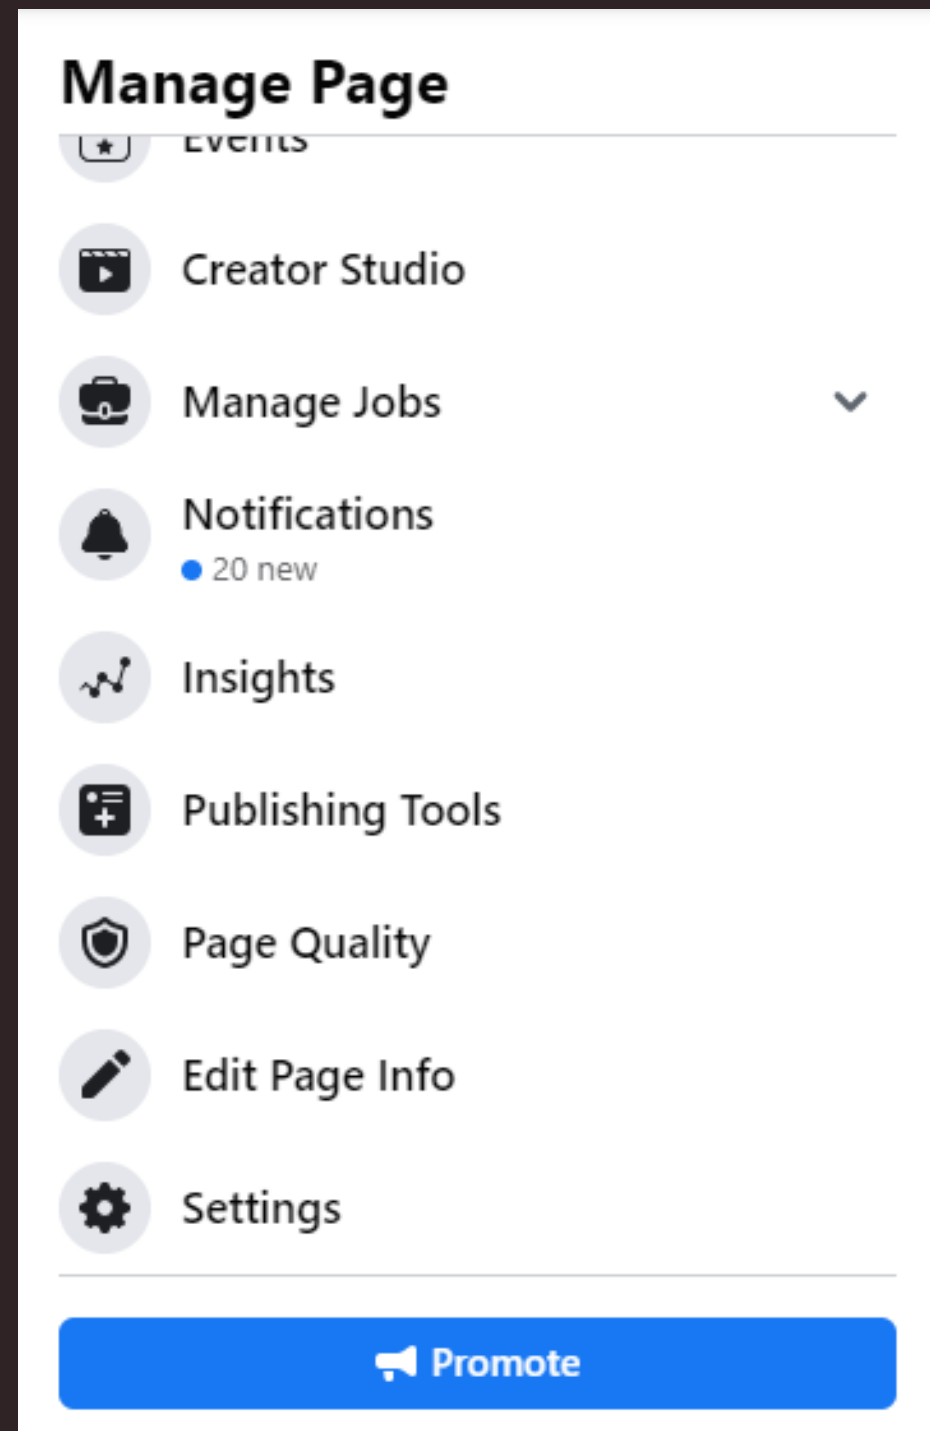 Manage Page
Events
Creator Studio
Manage Jobs
Notifications
20 new
Insights
Publishing Tools
Page Quality
Edit Page Info
Settings
Promote